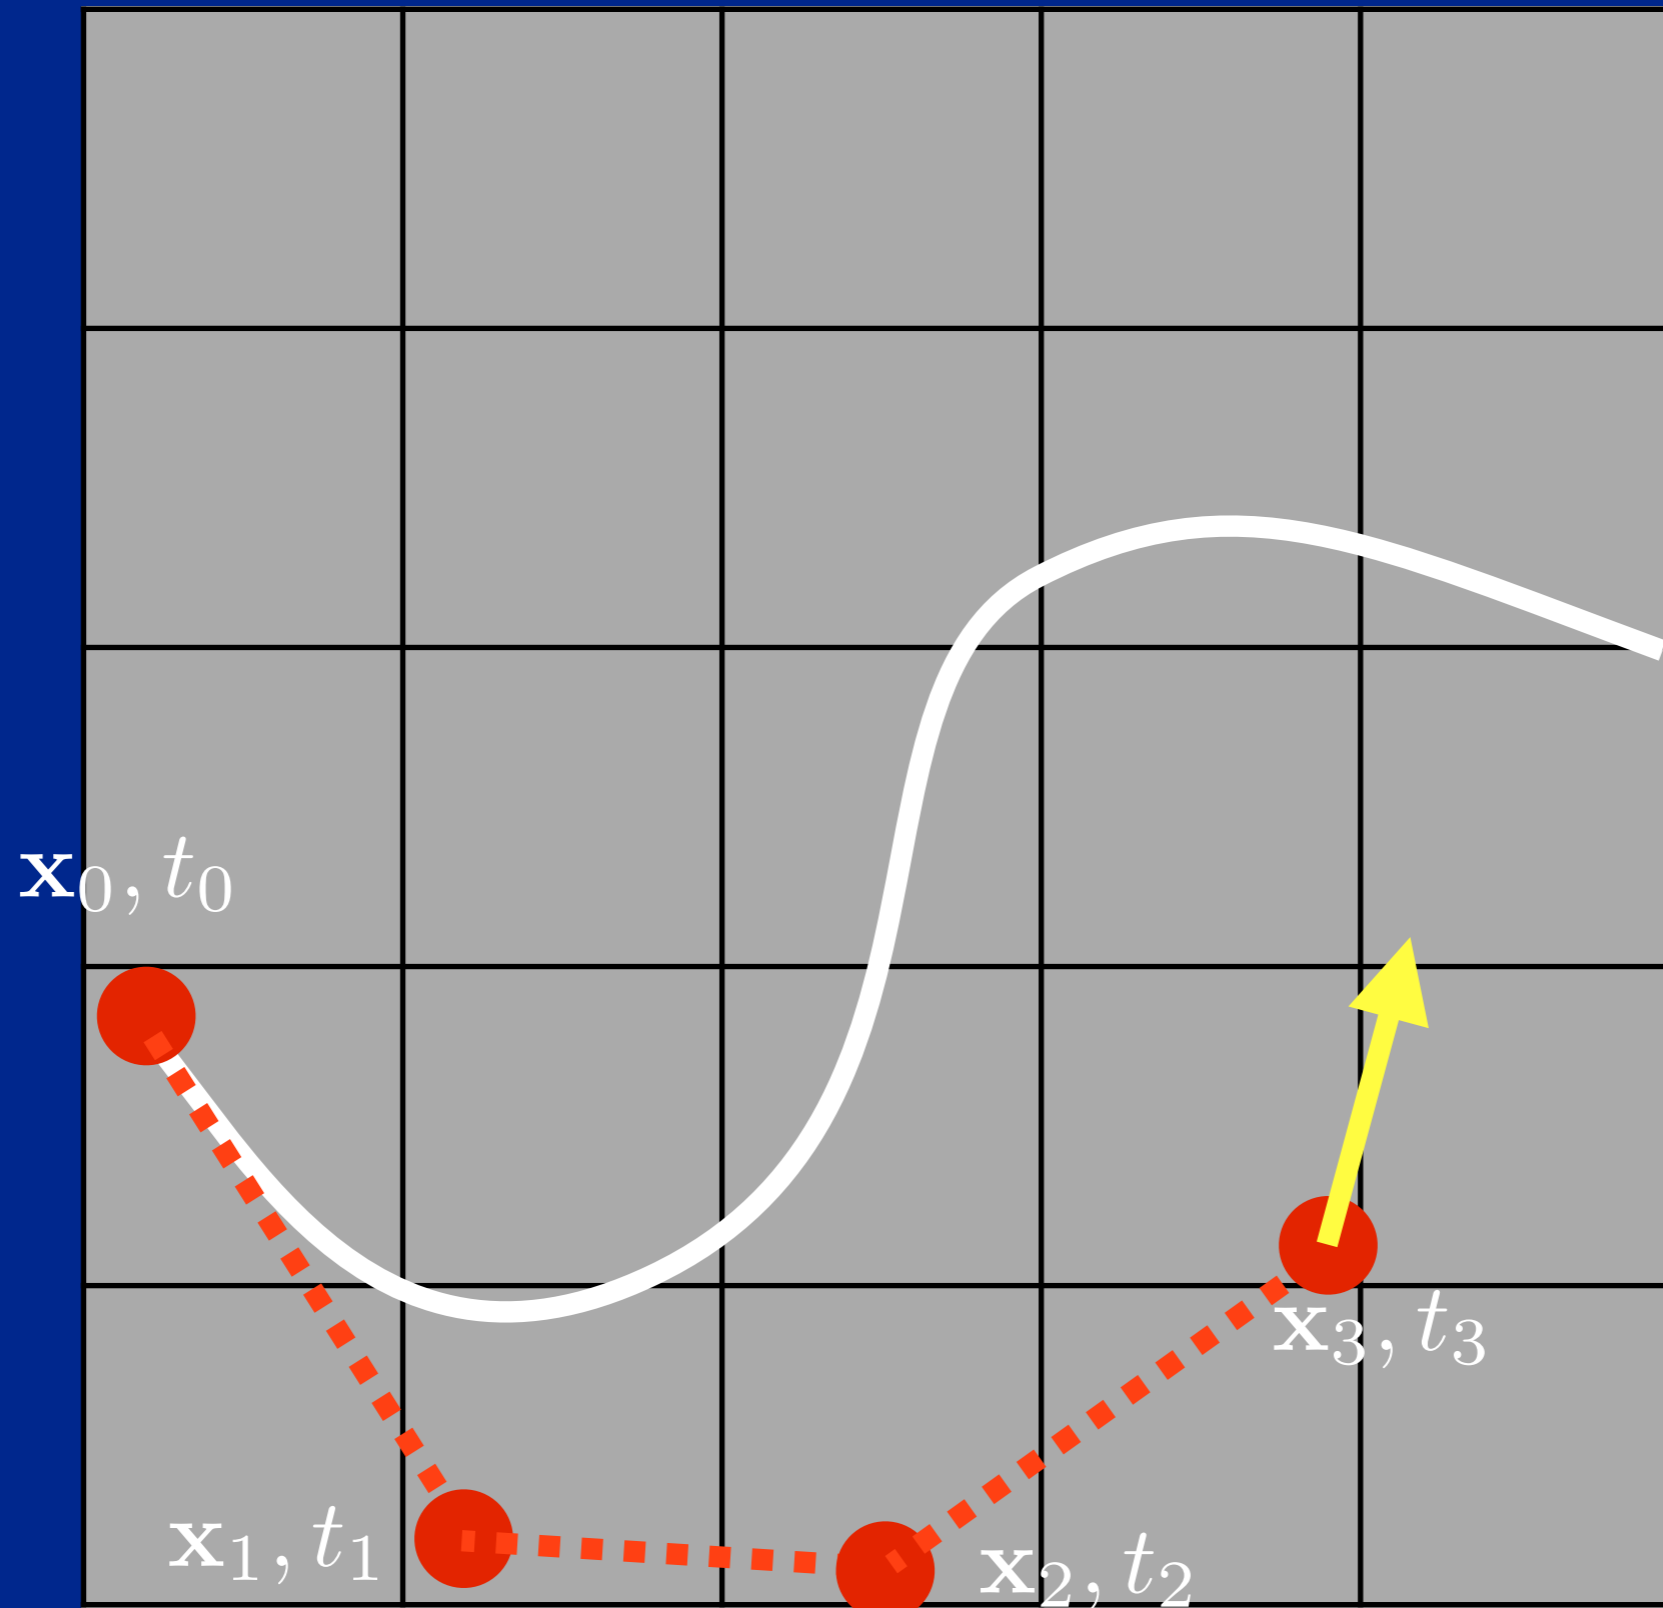 x₀, t₀
x₃, t₃
x₁, t₁
x₂, t₂